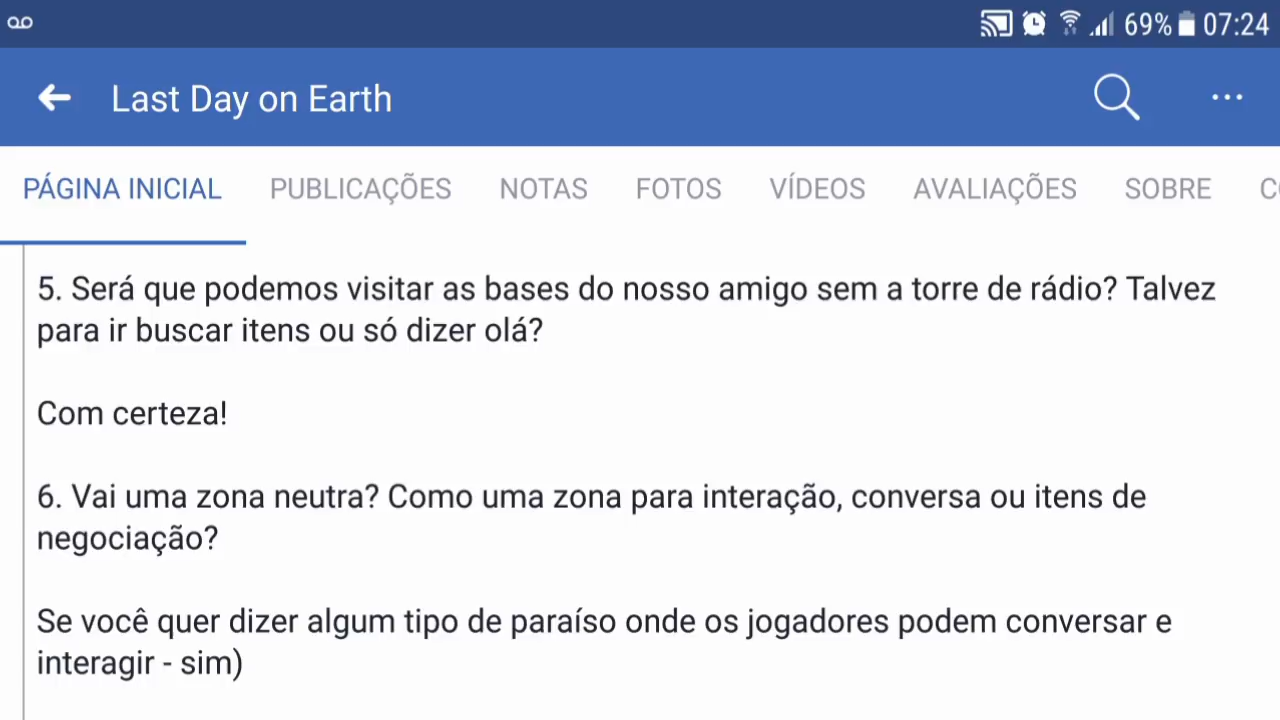 69% 07:24
Last Day on Earth
PÁGINA INICIAL PUBLICAÇÕES NOTAS FOTOS VÍDEOS AVALIAÇÕES SOBRE
5. Será que podemos visitar as bases do nosso amigo sem a torre de rádio? Talvez
para ir buscar itens ou só dizer olá?
Com certeza!
6. Vai uma zona neutra? Como uma zona para interação, conversa ou itens de
negociação?
Se você quer dizer algum tipo de paraíso onde os jogadores podem conversar e
interagir - sim)